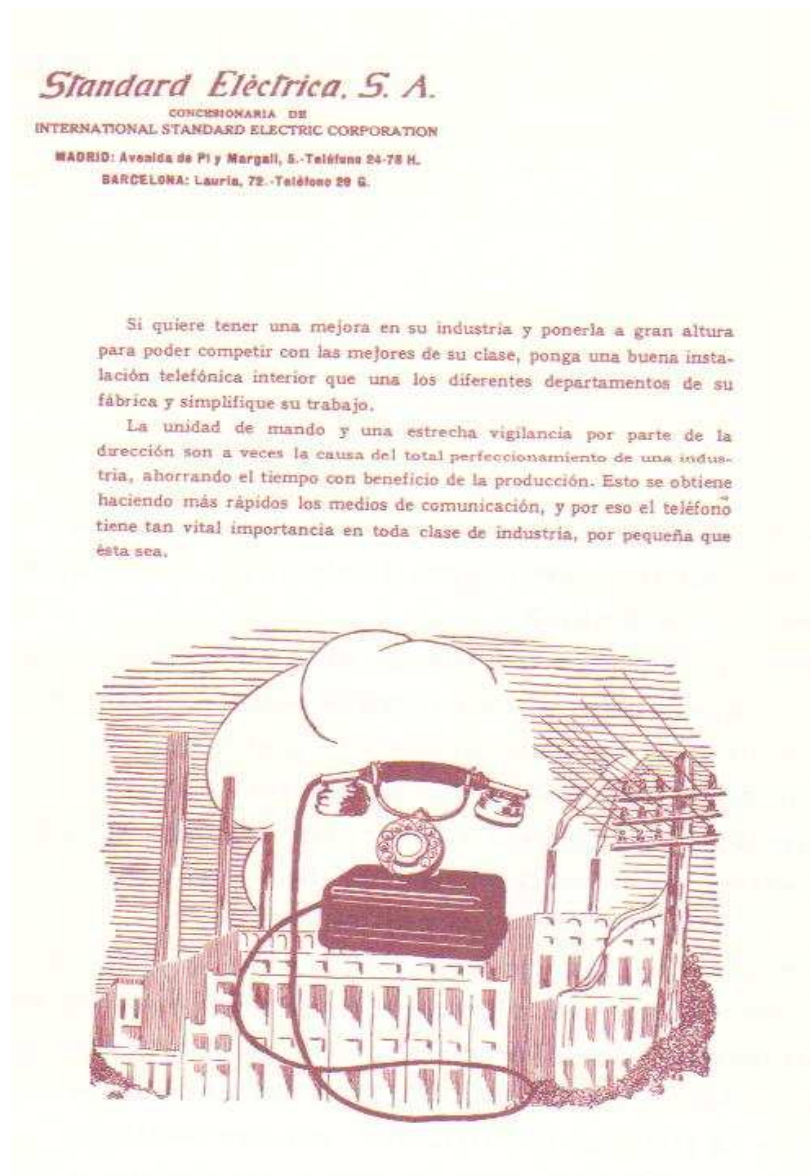 Standard Eléctrica, S. A.
CONCESIONARIA DE
INTERNATIONAL STANDARD ELECTRIC CORPORATION
MADRID: Avenida de Pi y Margall, 5.-Teléfono 24-78 H.
BARCELONA: Lauria, 72.-Teléfono 29 G.
Si quiere tener una mejora en su industria y ponerla a gran altura
para poder competir con las mejores de su clase, ponga una buena insta-
lación telefónica interior que una los diferentes departamentos de su
fábrica y simplifique su trabajo.
La unidad de mando y una estrecha vigilancia por parte de la
dirección son a veces la causa del total perfeccionamiento de una indus-
tria, ahorrando el tiempo con beneficio de la producción. Esto se obtiene
haciendo más rápidos los medios de comunicación, y por eso el teléfono
tiene tan vital importancia en toda clase de industria, por pequeña que
ésta sea.